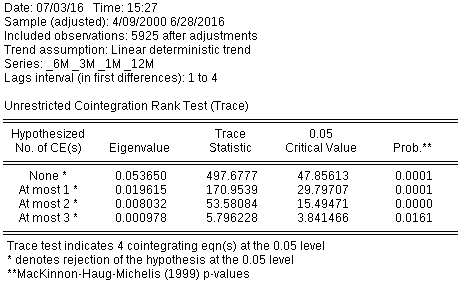 Date: 07/03/16 Time: 15:27
Sample (adjusted): 4/09/2000 6/28/2016
Included observations: 5925 after adjustments
Trend assumption: Linear deterministic trend
Series: _6M _3M _1M _12M
Lags interval (in first differences): 1 to 4
Unrestricted Cointegration Rank Test (Trace)
Hypothesized Trace 0.05
No. of CE(s) Eigenvalue Statistic Critical Value Prob.**
None * 0.053650 497.6777 47.85613 0.0001
At most 1 * 0.019615 170.9539 29.79707 0.0001
At most 2 * 0.008032 53.58084 15.49471 0.0000
At most 3 * 0.000978 5.796228 3.841466 0.0161
Trace test indicates 4 cointegrating eqn(s) at the 0.05 level
* denotes rejection of the hypothesis at the 0.05 level
**MacKinnon-Haug-Michelis (1999) p-values